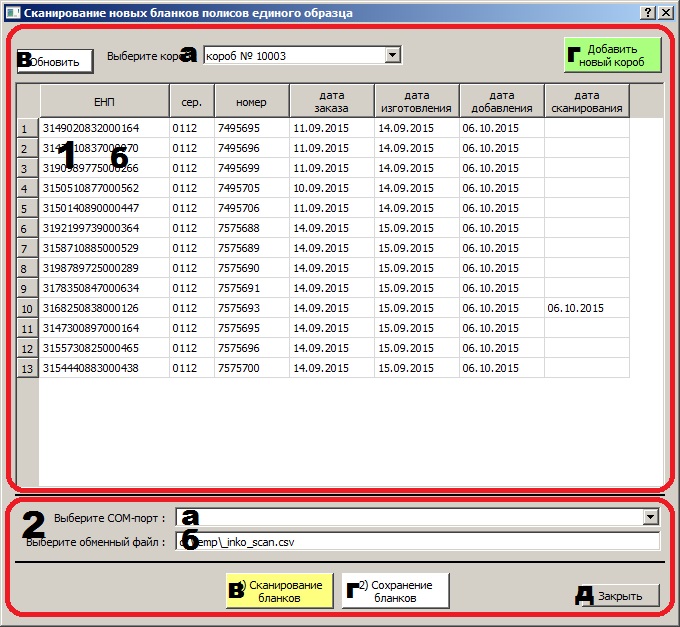 Сканирование новых бланков полисов единого образца
в Обновить Выберите короб а короб № 10003 г Добавить
новый короб
ЕНП сер. номер дата заказа дата изготовления дата добавления дата сканирования
1 3149020832000164 0112 7495695 11.09.2015 14.09.2015 06.10.2015
2 0112 7495696 11.09.2015 14.09.2015 06.10.2015
3 0112 7495699 11.09.2015 14.09.2015 06.10.2015
1 б
4 3150510877000562 0112 7495705 10.09.2015 14.09.2015 06.10.2015
5 3150140890000447 0112 7495706 11.09.2015 14.09.2015 06.10.2015
6 3192199739000364 0112 7575688 14.09.2015 15.09.2015 06.10.2015
7 3158710885000529 0112 7575689 14.09.2015 15.09.2015 06.10.2015
8 3198789725000289 0112 7575690 14.09.2015 15.09.2015 06.10.2015
9 3178350847000634 0112 7575691 14.09.2015 15.09.2015 06.10.2015
10 3168250838000126 0112 7575693 14.09.2015 15.09.2015 06.10.2015 06.10.2015
11 3147300897000164 0112 7575695 14.09.2015 15.09.2015 06.10.2015
12 3155730825000465 0112 7575696 14.09.2015 15.09.2015 06.10.2015
13 3154440883000438 0112 7575700 14.09.2015 15.09.2015 06.10.2015
2 Выберите COM-порт : а
Выберите обменный файл : б \_inko_scan.csv
в 1) Сканирование
бланков
г 2) Сохранение
бланков
д Закрыть